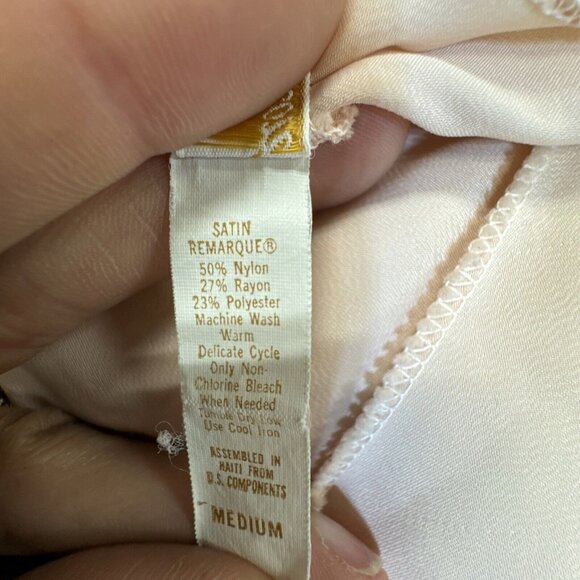 SATIN
REMARQUE®
50% Nylon
27% Rayon
23% Polyester
Machine Wash
Warm
Delicate Cycle
Only Non-
Chlorine Bleach
When Needed
Tumble Dry Low
Use Cool Iron
ASSEMBLED IN
HAITI FROM
U.S. COMPONENTS
MEDIUM